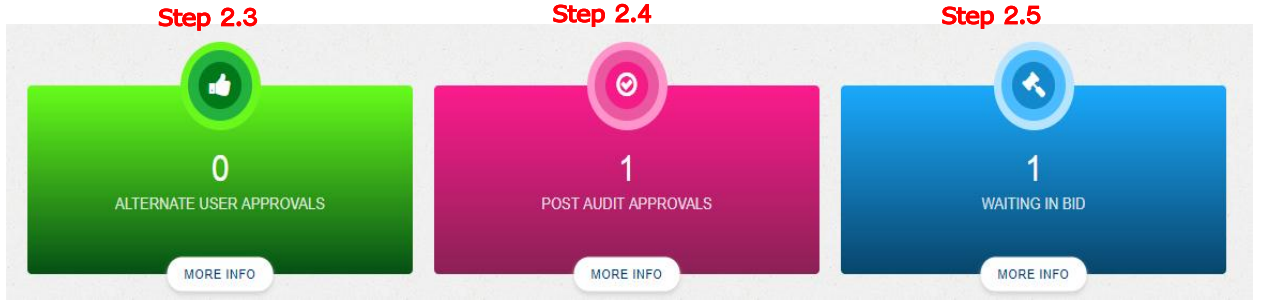 Step 2.3
Step 2.4
Step 2.5
0
ALTERNATE USER APPROVALS
MORE INFO
1
POST AUDIT APPROVALS
MORE INFO
1
WAITING IN BID
MORE INFO